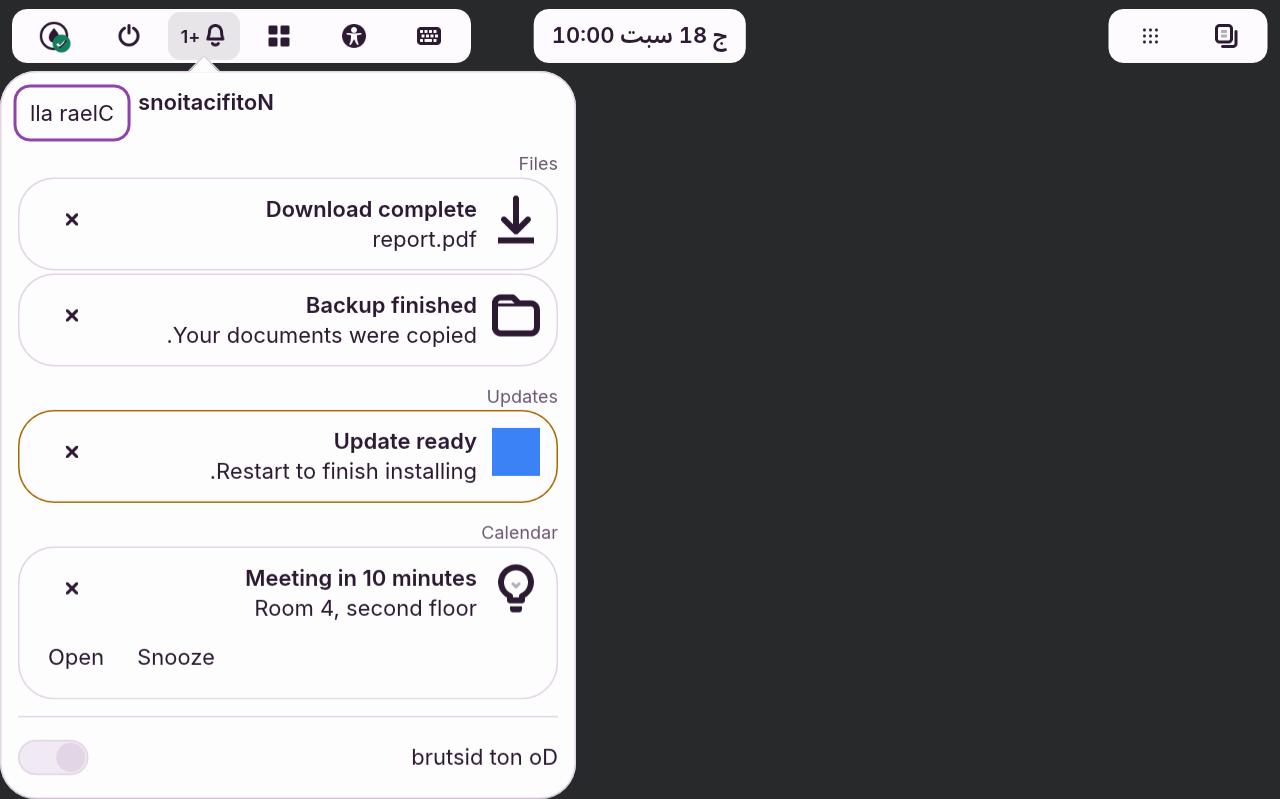 ج 18 سبت 10:00
1+
snoitacifitoN
lla raelC
Files
Download complete
report.pdf
Backup finished
.Your documents were copied
Updates
Update ready
.Restart to finish installing
Calendar
Meeting in 10 minutes
Room 4, second floor
Open Snooze
brutsid ton oD